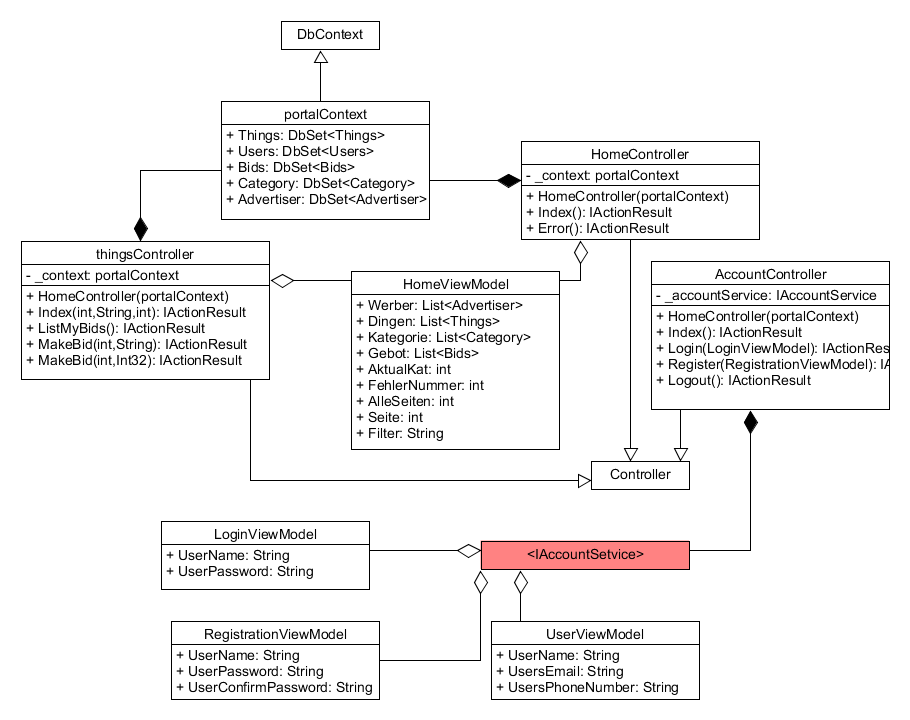 DbContext
portalContext
+ Things: DbSet<Things>
+ Users: DbSet<Users>
+ Bids: DbSet<Bids>
+ Category: DbSet<Category>
+ Advertiser: DbSet<Advertiser>
HomeController
- _context: portalContext
+ HomeController(portalContext)
+ Index(): IActionResult
+ Error(): IActionResult
thingsController
- _context: portalContext
+ HomeController(portalContext)
+ Index(int,String,int): IActionResult
+ ListMyBids(): IActionResult
+ MakeBid(int,String): IActionResult
+ MakeBid(int,Int32): IActionResult
HomeViewModel
+ Werber: List<Advertiser>
+ Dingen: List<Things>
+ Kategorie: List<Category>
+ Gebot: List<Bids>
+ AktualKat: int
+ FehlerNummer: int
+ AlleSeiten: int
+ Seite: int
+ Filter: String
AccountController
- _accountService: IAccountService
+ HomeController(portalContext)
+ Index(): IActionResult
+ Login(LoginViewModel): IActionRes
+ Register(RegistrationViewModel): IA
+ Logout(): IActionResult
Controller
LoginViewModel
+ UserName: String
+ UserPassword: String
<IAccountSetvice>
RegistrationViewModel
+ UserName: String
+ UserPassword: String
+ UserConfirmPassword: String
UserViewModel
+ UserName: String
+ UsersEmail: String
+ UsersPhoneNumber: String